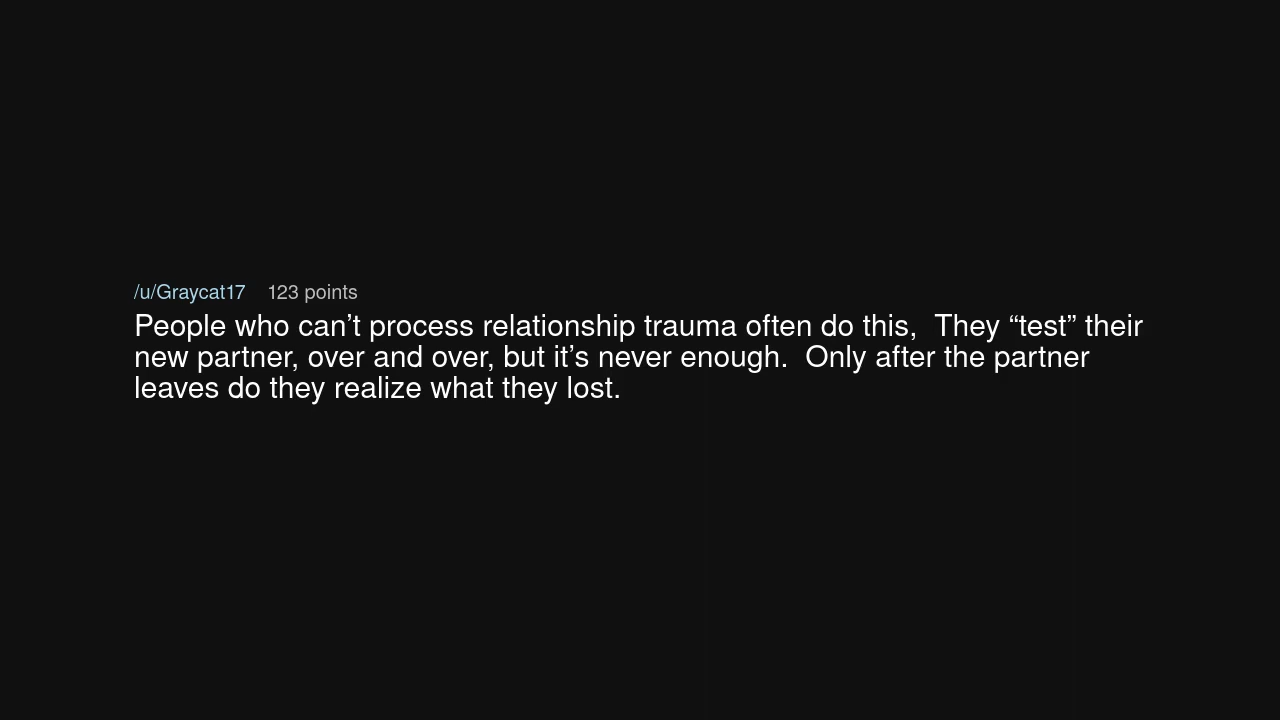 /u/Graycat17 123 points
People who can’t process relationship trauma often do this,  They “test” their
new partner, over and over, but it’s never enough.  Only after the partner
leaves do they realize what they lost.